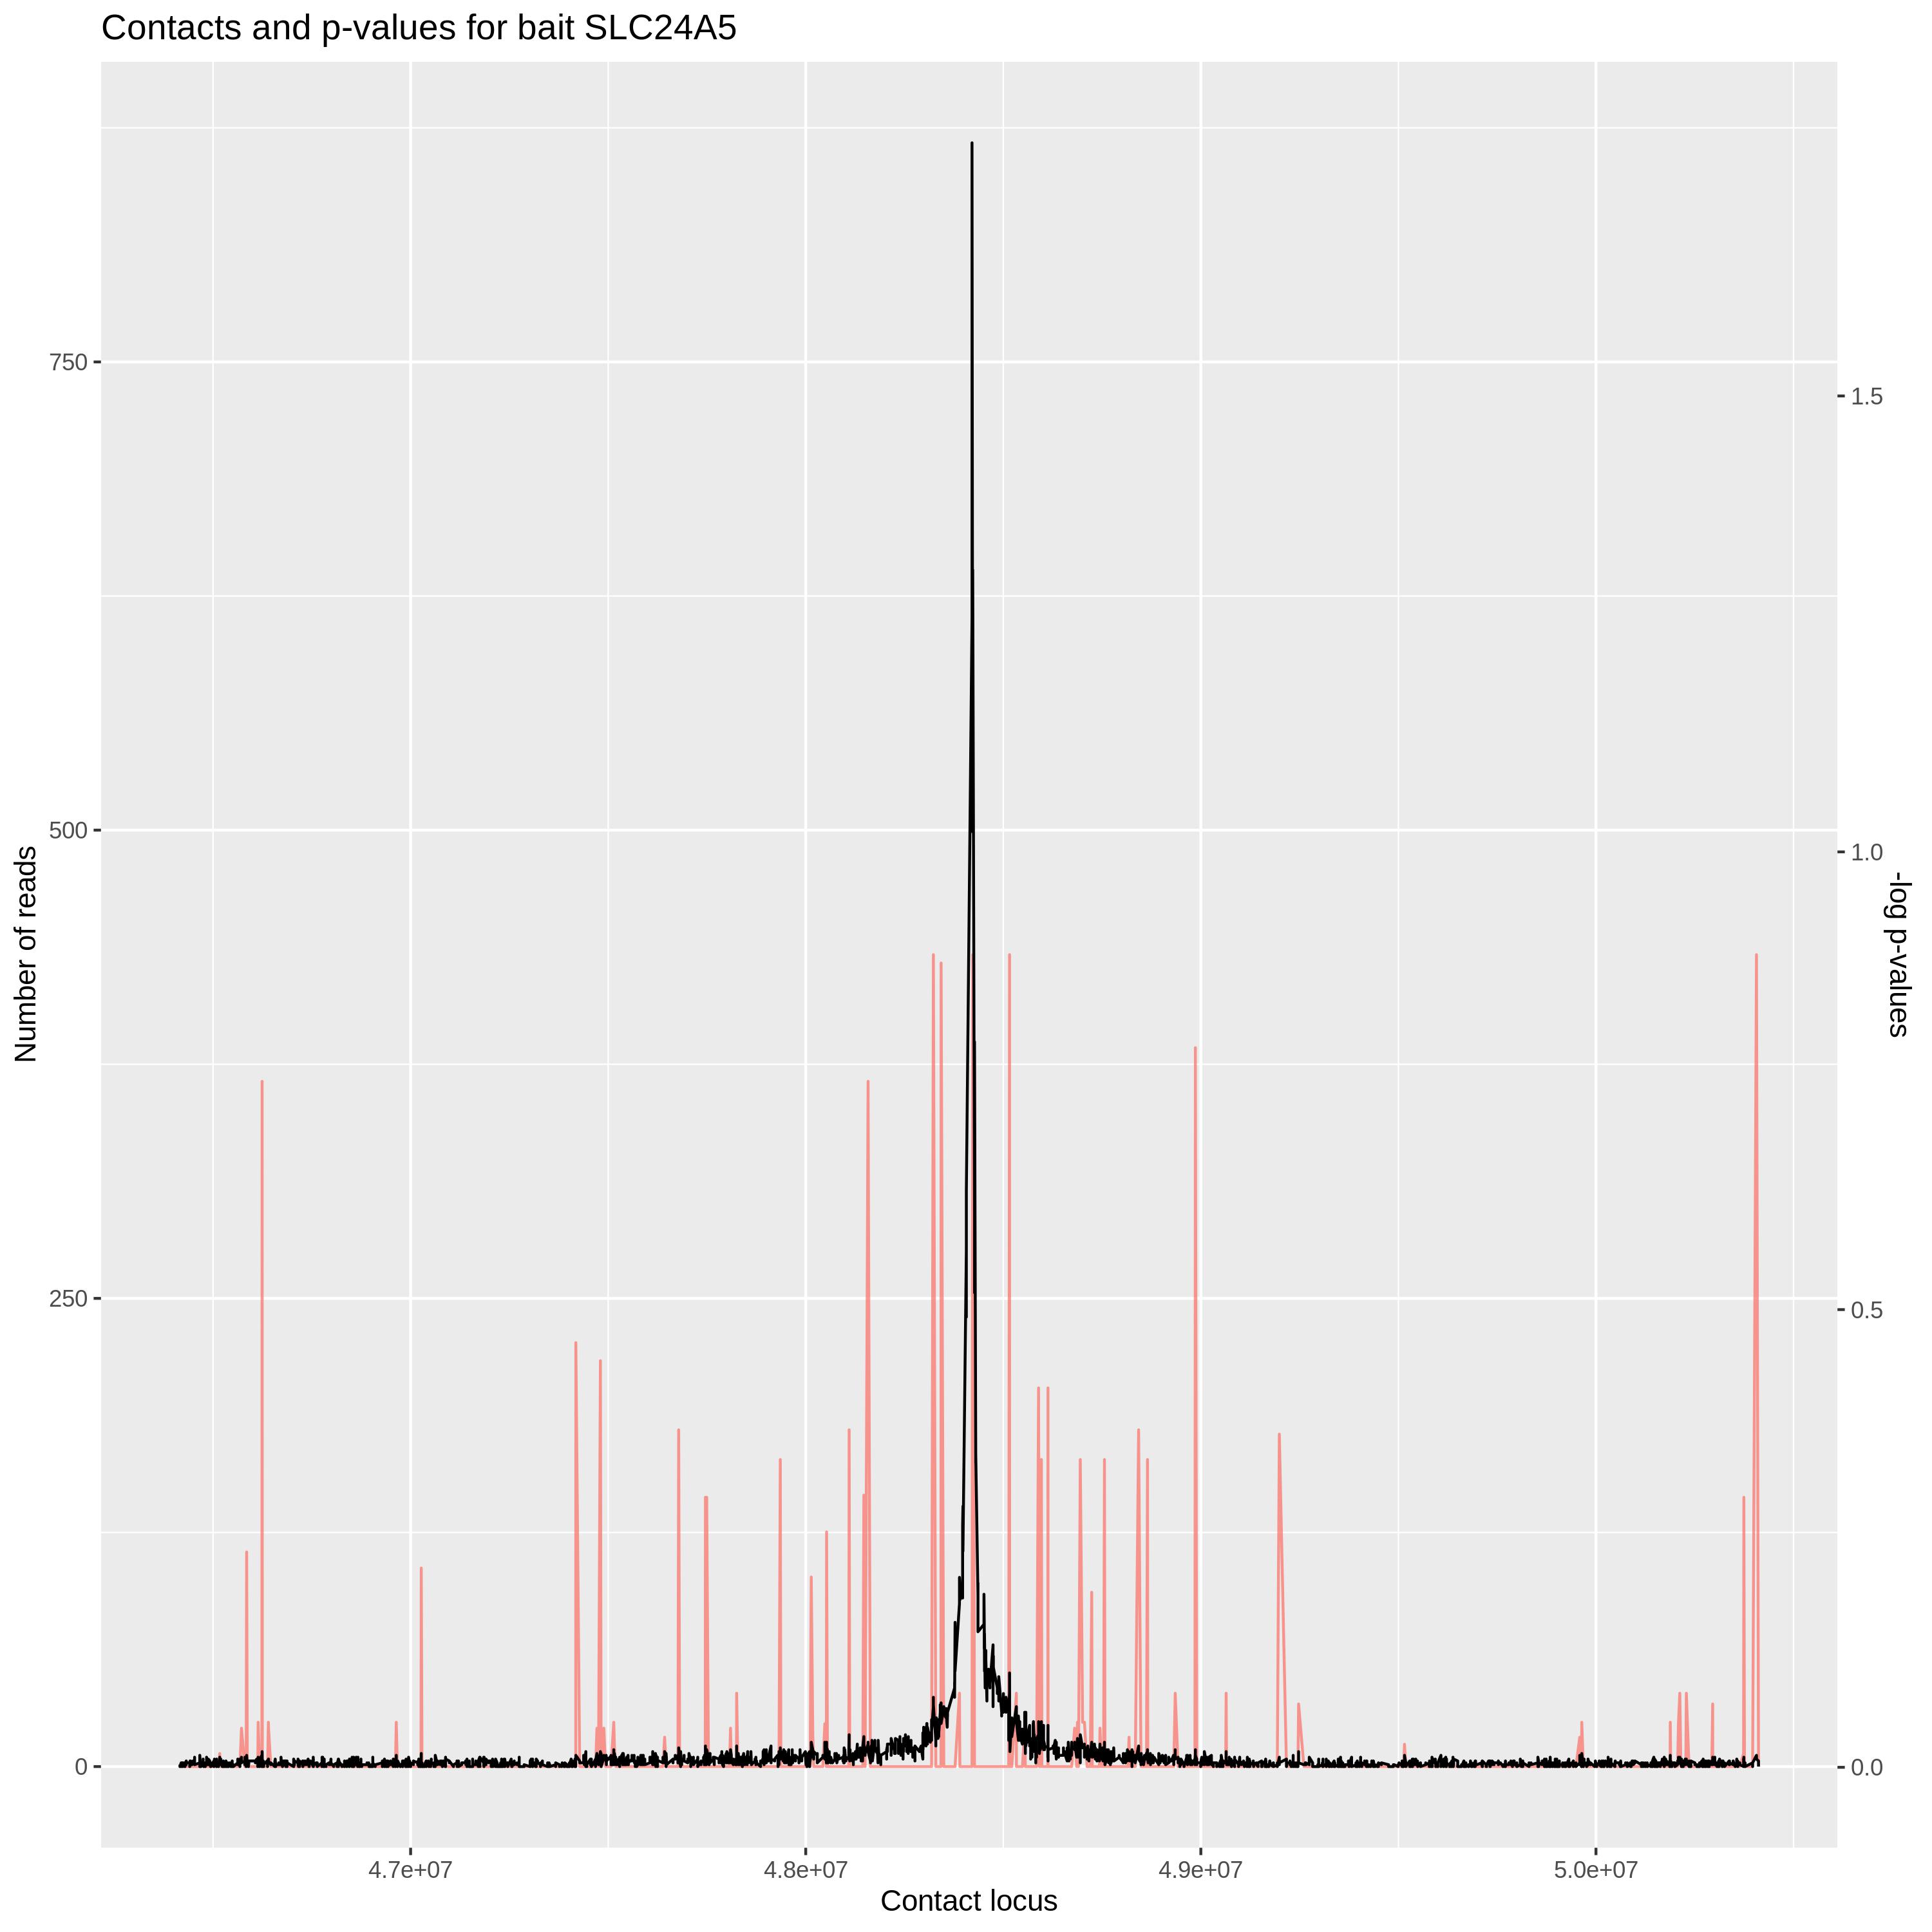 Contacts and p-values for bait SLC24A5
750
500
250
0
Number of reads
1.5
1.0
0.5
0.0
-log p-values
4.7e+07
4.8e+07
4.9e+07
5.0e+07
Contact locus